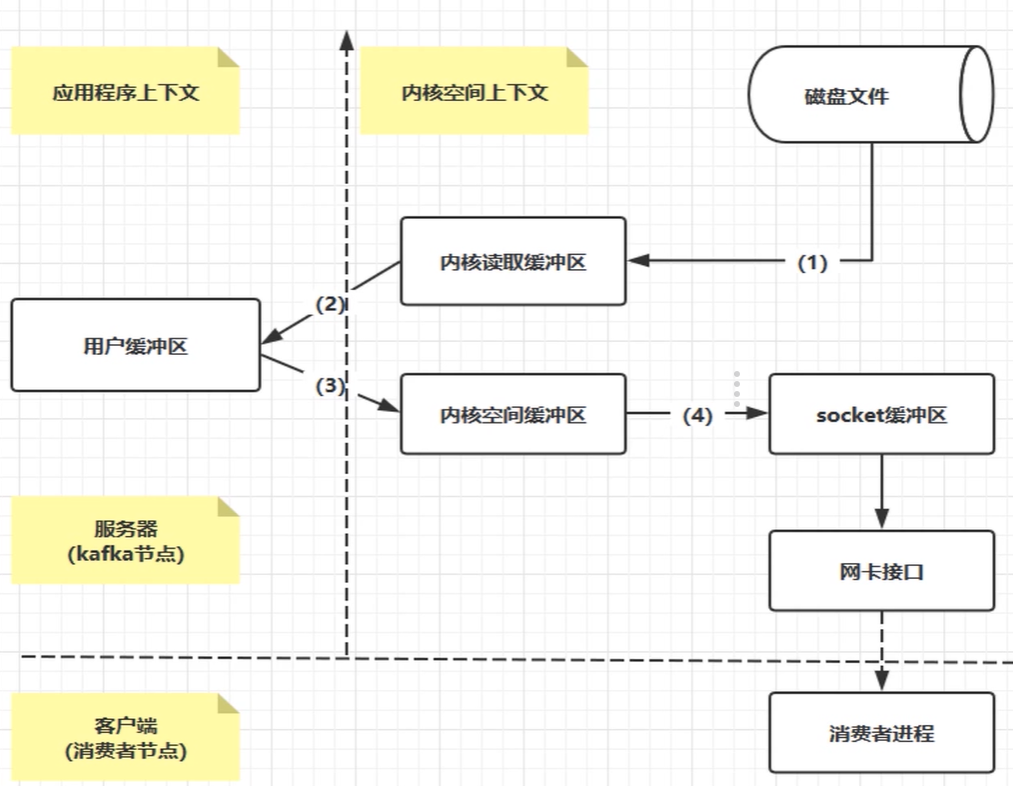 应用程序上下文
内核空间上下文
磁盘文件
内核读取缓冲区
(1)
(2)
用户缓冲区
(3)
内核空间缓冲区
(4)
socket缓冲区
服务器
(kafka节点)
网卡接口
客户端
(消费者节点)
消费者进程